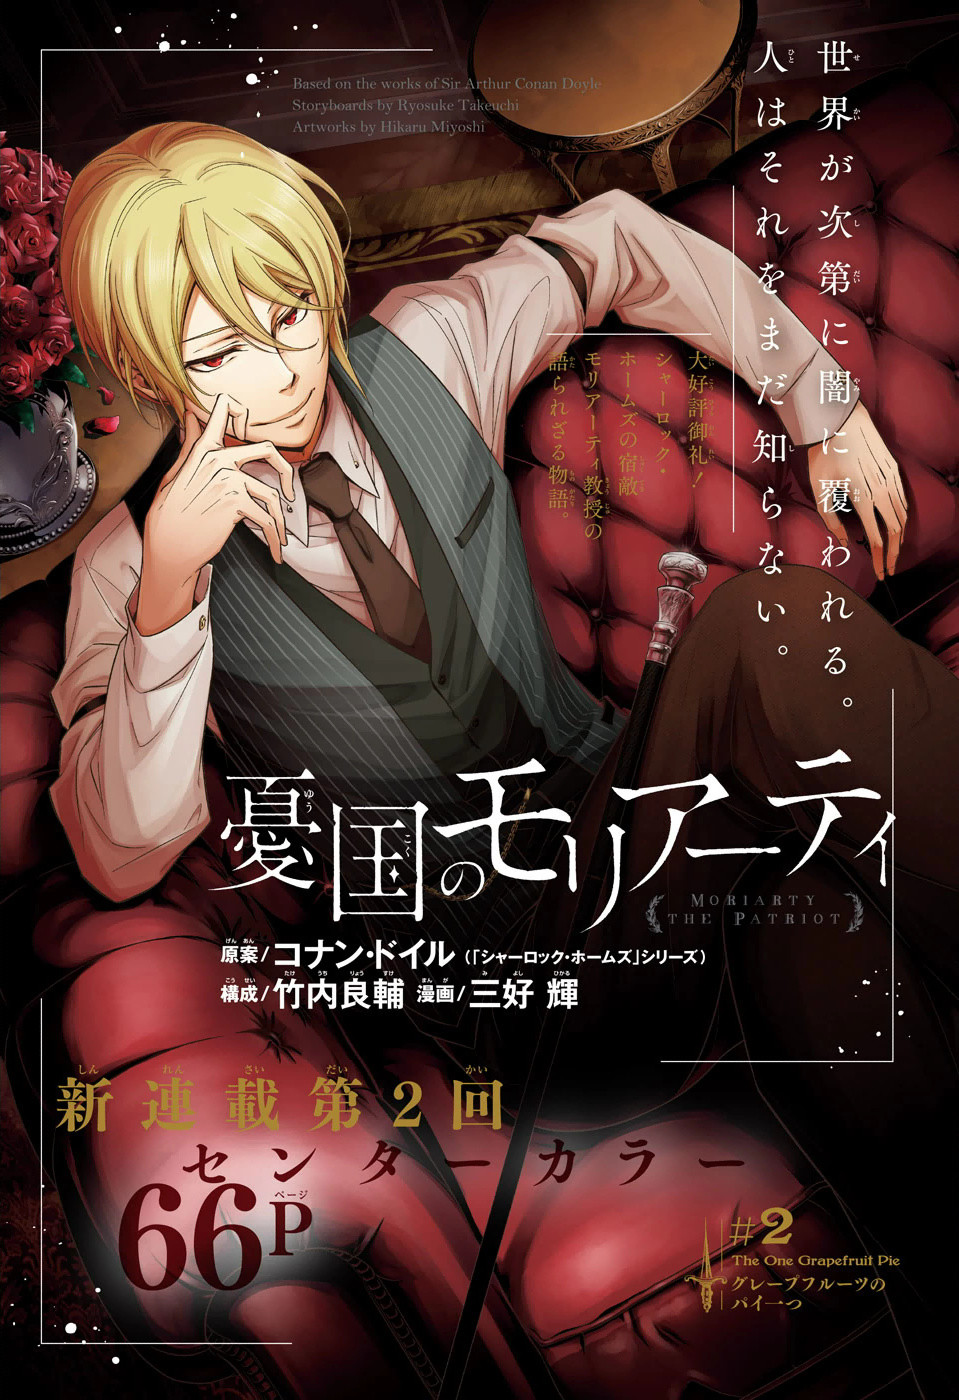 Based on the works of Sir Arthur Conan Doyle
Storyboards by Ryosuke Takeuchi
Artworks by Hikaru Miyoshi
世界が次第に闇に覆われる。
人はそれをまだ知らない。
大好評御礼!
シャーロック・
ホームズの宿敵
モリアーティ教授の
語られざる物語。
憂国のモリアーティ
MORIARTY
THE PATRIOT
原案/コナン・ドイル(「シャーロック・ホームズ」シリーズ)
構成/竹内良輔 漫画/三好 輝
新連載第2回
センターカラー
66P
#2
The One Grapefruit Pie
グレープフルーツの
パイ一つ